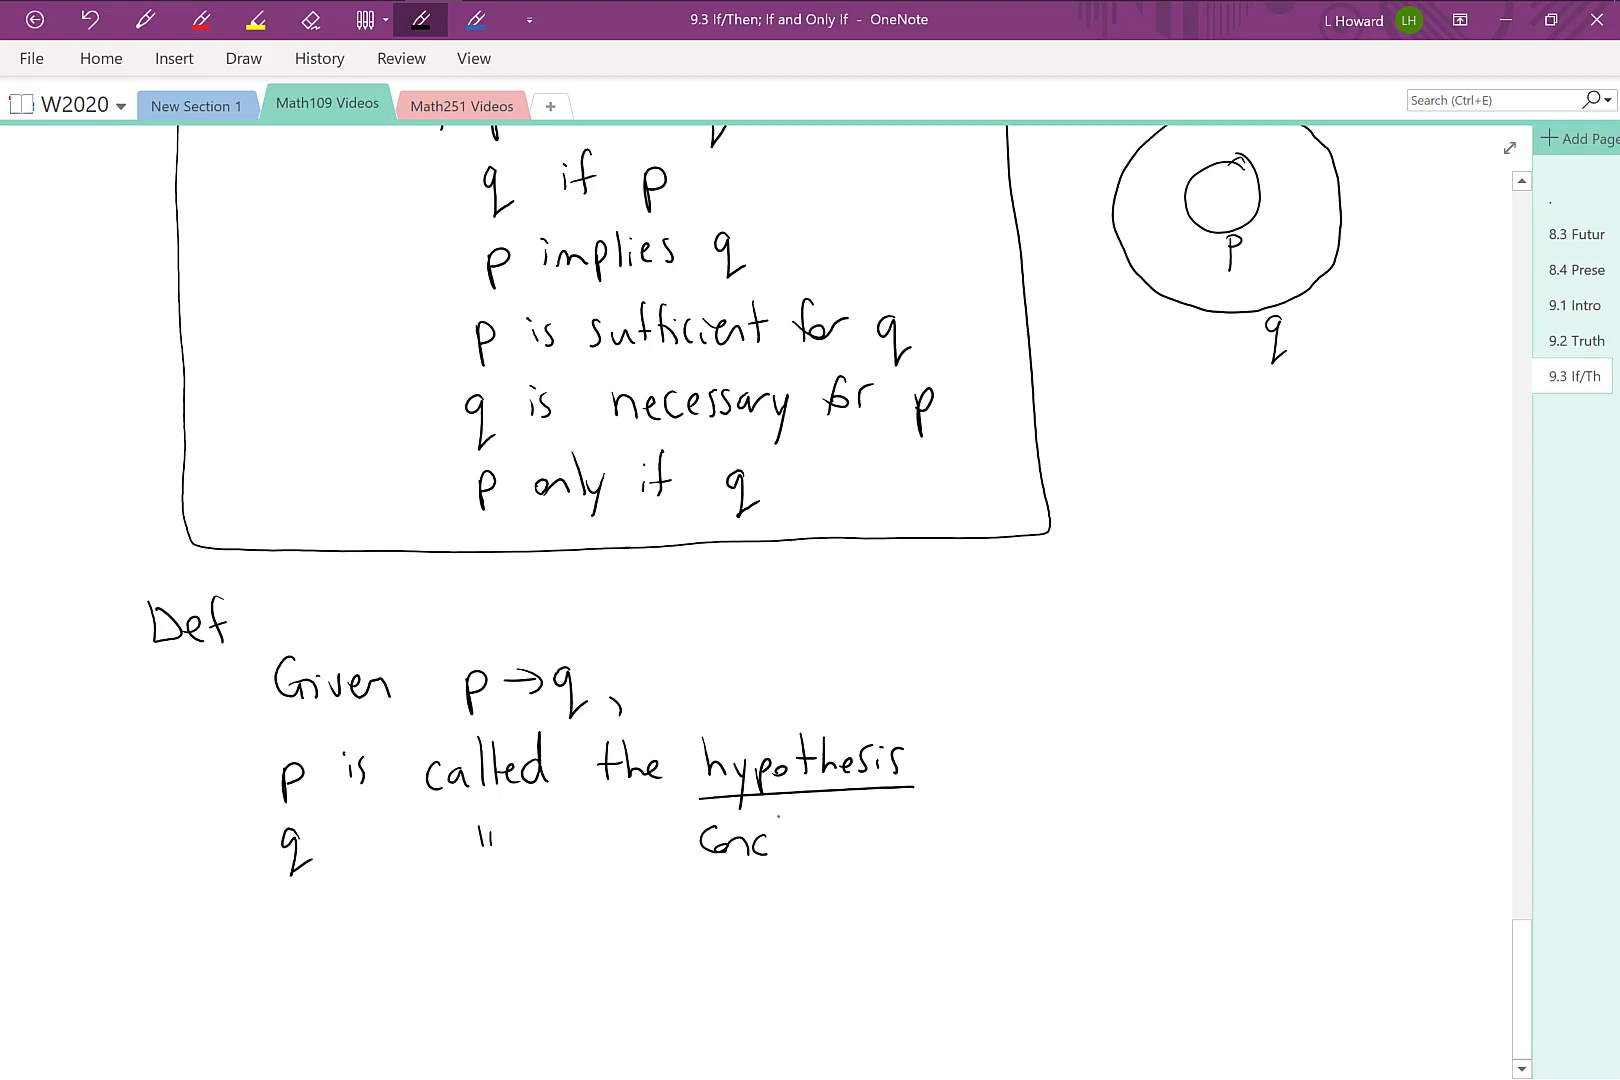 9.3 If/Then; If and Only If - OneNote
L Howard
LH
File Home Insert Draw History Review View
W2020
New Section 1
Math109 Videos
Math251 Videos
+
Search (Ctrl+E)
+ Add Page
.
8.3 Futur
8.4 Prese
9.1 Intro
9.2 Truth
9.3 If/Th
q if p
p implies q
p is sufficient for q
q is necessary for p
p only if q
p
q
Def
Given p → q,
p is called the hypothesis
q " conc